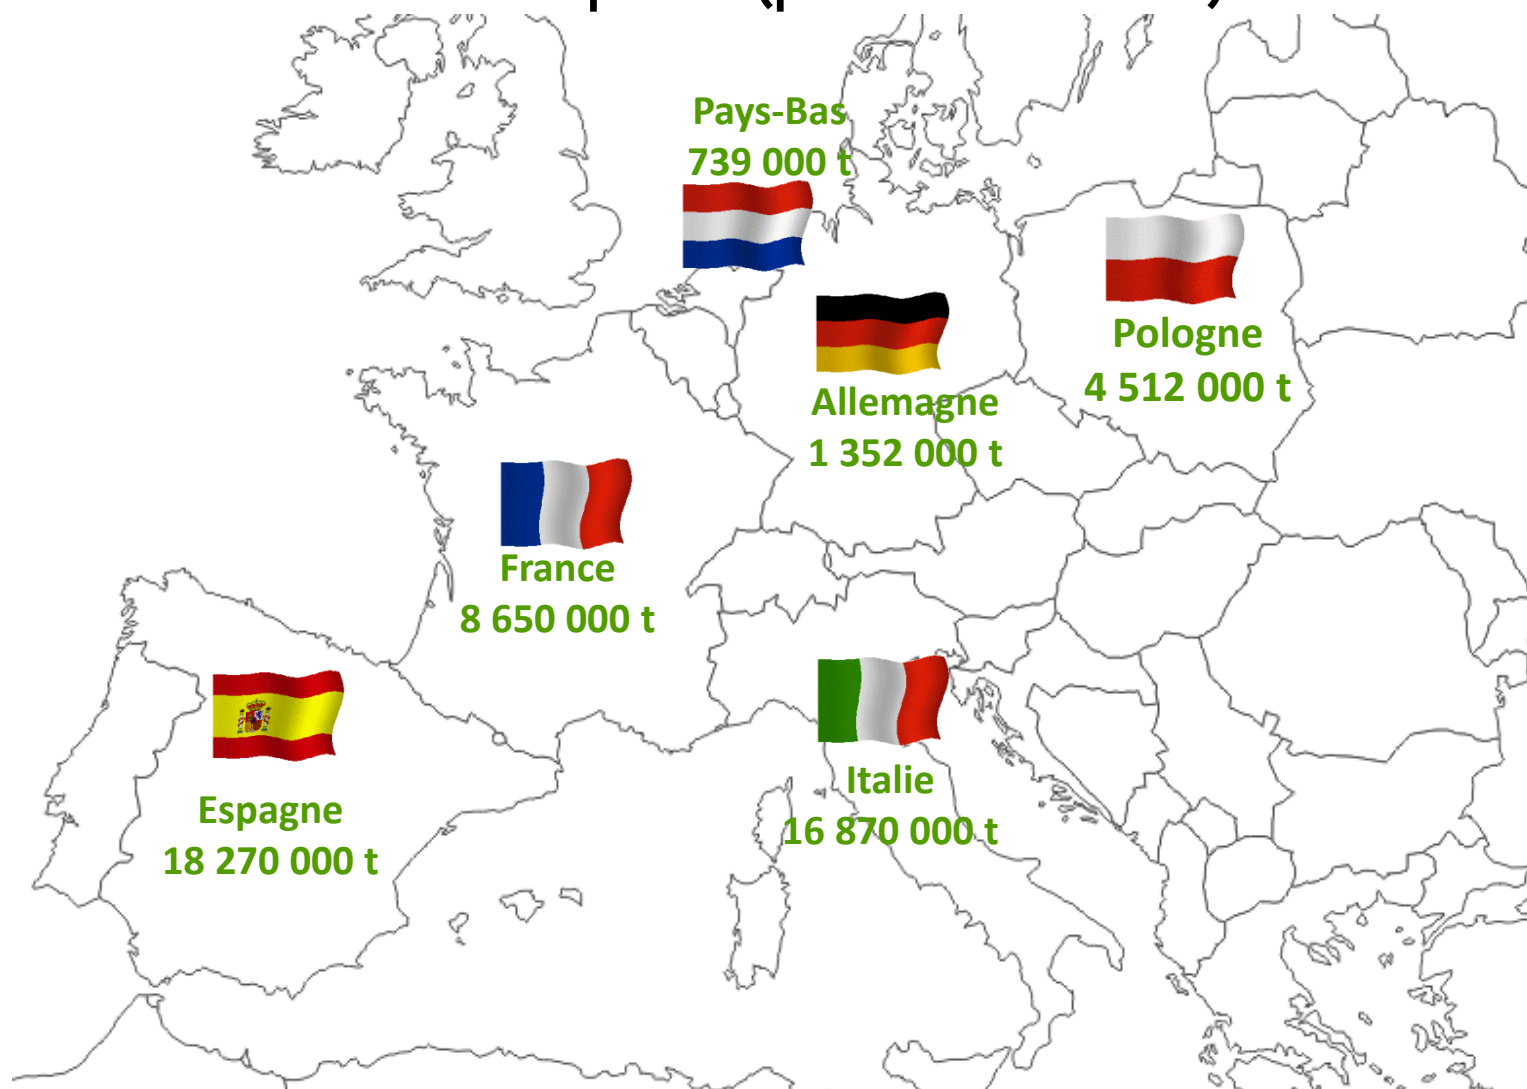 Pays-Bas
739 000 t
Pologne
4 512 000 t
Allemagne
1 352 000 t
France
8 650 000 t
Espagne
18 270 000 t
Italie
16 870 000 t